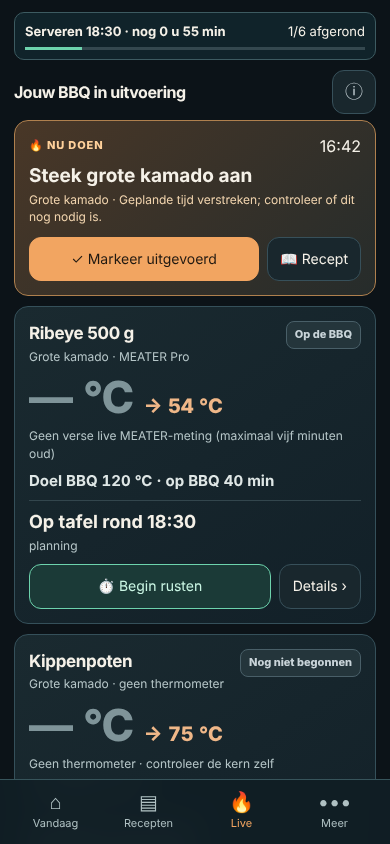 Serveren 18:30 · nog 0 u 55 min 1/6 afgerond
Jouw BBQ in uitvoering ⓘ
🔥 NU DOEN 16:42
Steek grote kamado aan
Grote kamado · Geplande tijd verstreken; controleer of dit
nog nodig is.
✓ Markeer uitgevoerd 📖 Recept
Ribeye 500 g Op de BBQ
Grote kamado · MEATER Pro
— °C → 54 °C
Geen verse live MEATER-meting (maximaal vijf minuten
oud)
Doel BBQ 120 °C · op BBQ 40 min
Op tafel rond 18:30
planning
⏱ Begin rusten Details ›
Kippenpoten Nog niet begonnen
Grote kamado · geen thermometer
— °C → 75 °C
Geen thermometer · controleer de kern zelf
Vandaag Recepten Live Meer